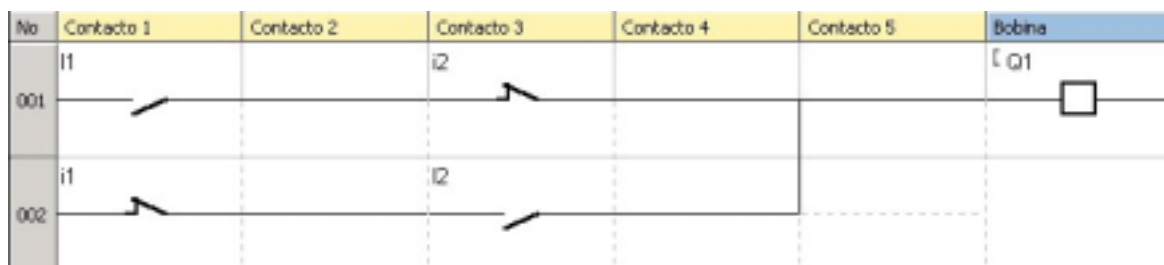 No Contacto 1 Contacto 2 Contacto 3 Contacto 4 Contacto 5 Bobina
I1 i2 [ Q1
001
i1 I2
002